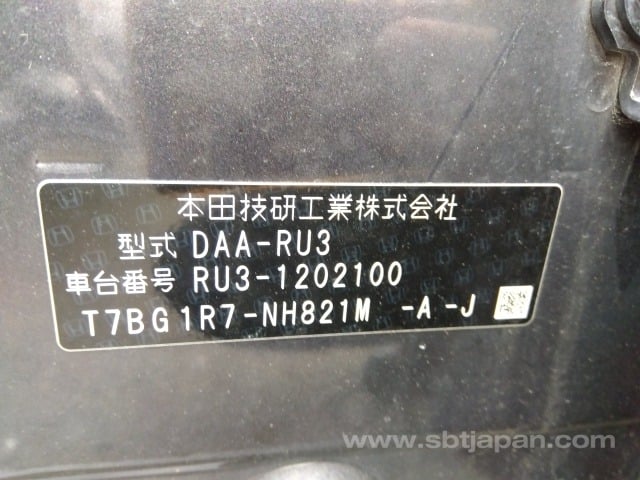 本田技研工業株式会社
型式 DAA-RU3
車台番号 RU3-1202100
T7BG1R7-NH821M -A -J
www.sbtjapan.com